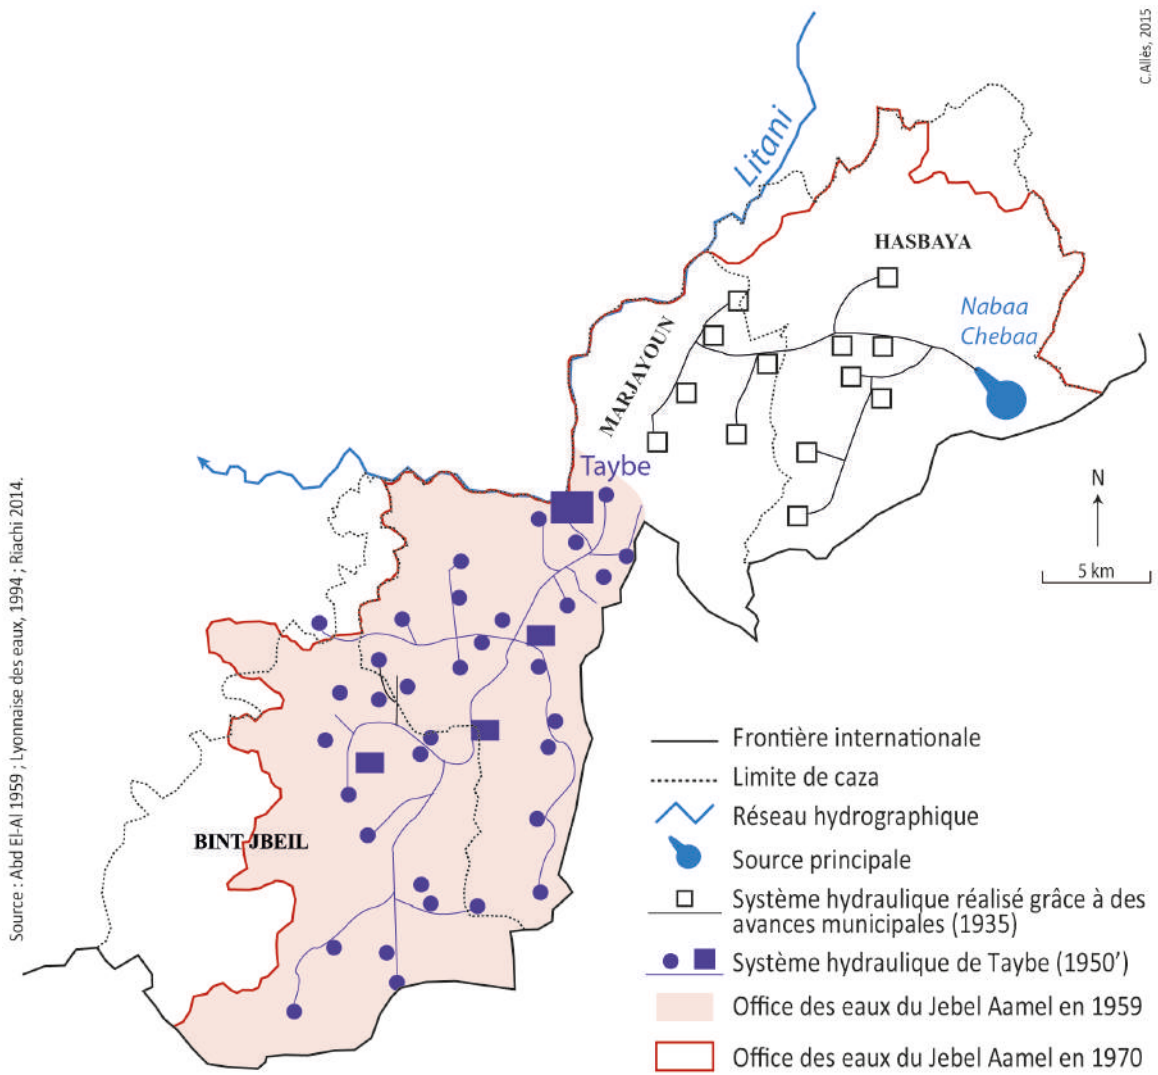 C.Allès, 2015
Litani
HASBAYA
Nabaa
Chebaa
MARJAYOUN
Taybe
N
5 km
BINT JBEIL
Source : Abd El-Al 1959 ; Lyonnaise des eaux, 1994 ; Riachi 2014.
Frontière internationale
Limite de caza
Réseau hydrographique
Source principale
Système hydraulique réalisé grâce à des
avances municipales (1935)
Système hydraulique de Taybe (1950')
Office des eaux du Jebel Aamel en 1959
Office des eaux du Jebel Aamel en 1970